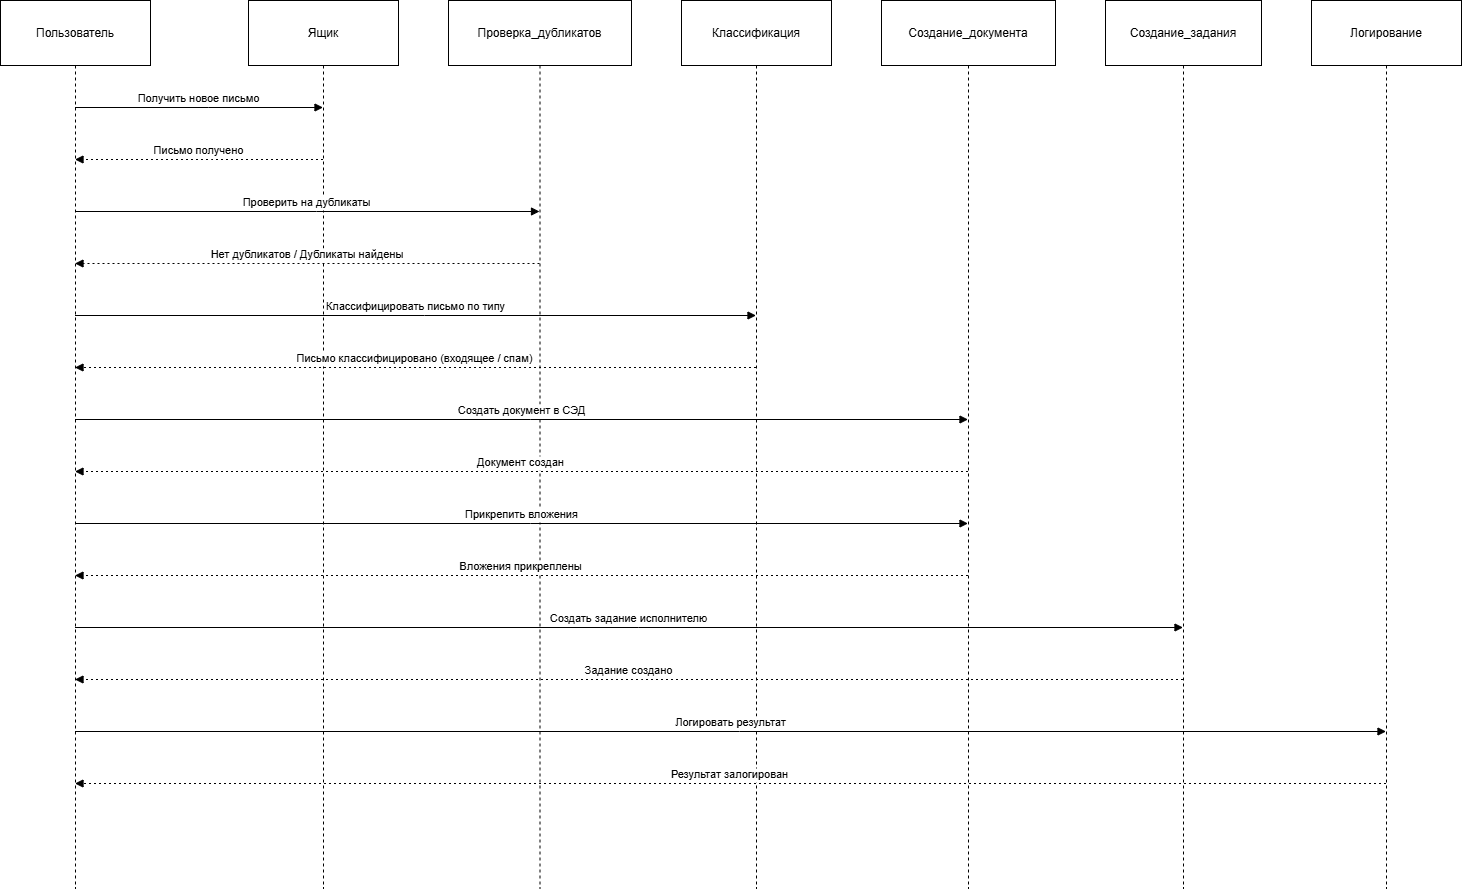 Пользователь
Ящик
Проверка_дубликатов
Классификация
Создание_документа
Создание_задания
Логирование
Получить новое письмо
Письмо получено
Проверить на дубликаты
Нет дубликатов / Дубликаты найдены
Классифицировать письмо по типу
Письмо классифицировано (входящее / спам)
Создать документ в СЭД
Документ создан
Прикрепить вложения
Вложения прикреплены
Создать задание исполнителю
Задание создано
Логировать результат
Результат залогирован